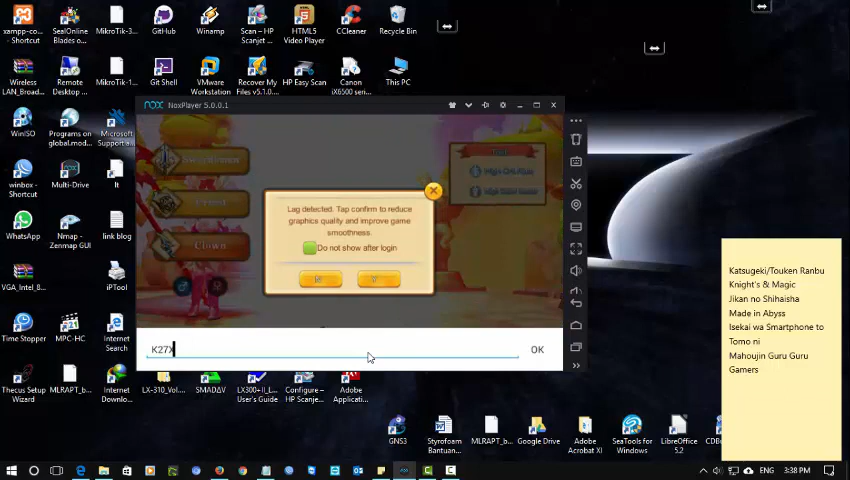 xampp-co...
- Shortcut
SealOnline
Blades o...
MikroTik-3...
GitHub
Winamp
Scan – HP
Scanjet ...
HTML5
Video Player
CCleaner
Recycle Bin
Wireless
LAN_Broad...
Remote
Desktop ...
MikroTik-1...
Git Shell
VMware
Workstation
Recover My
Files v5.1.0....
HP Easy Scan
Canon
iX6500 seri...
This PC
nox NoxPlayer 5.0.0.1
WinISO
Programs on
global.mod...
Microsoft
Support a...
winbox -
Shortcut
Multi-Drive
It
WhatsApp
Nmap -
Zenmap GUI
link blog
VGA_Intel_8...
iPTool
Time Stopper
MPC-HC
Internet
Search
Thecus Setup
Wizard
MLRAPT_b...
Internet
Downlo...
LX-310_Vol...
SMADΔV
LX300+II_L...
User's Guide
Configure –
HP Scanje...
Adobe
Applicati...
Clown
Lag detected. Tap confirm to reduce
graphics quality and improve game
smoothness.
Do not show after login
N
Y
K27X
OK
Katsugeki/Touken Ranbu
Knight's & Magic
Jikan no Shihaisha
Made in Abyss
Isekai wa Smartphone to
Tomo ni
Mahoujin Guru Guru
Gamers
GNS3
Styrofoam
Bantuan...
MLRAPT_b...
Google Drive
Adobe
Acrobat XI
SeaTools for
Windows
LibreOffice
5.2
CDBu
ENG
3:38 PM